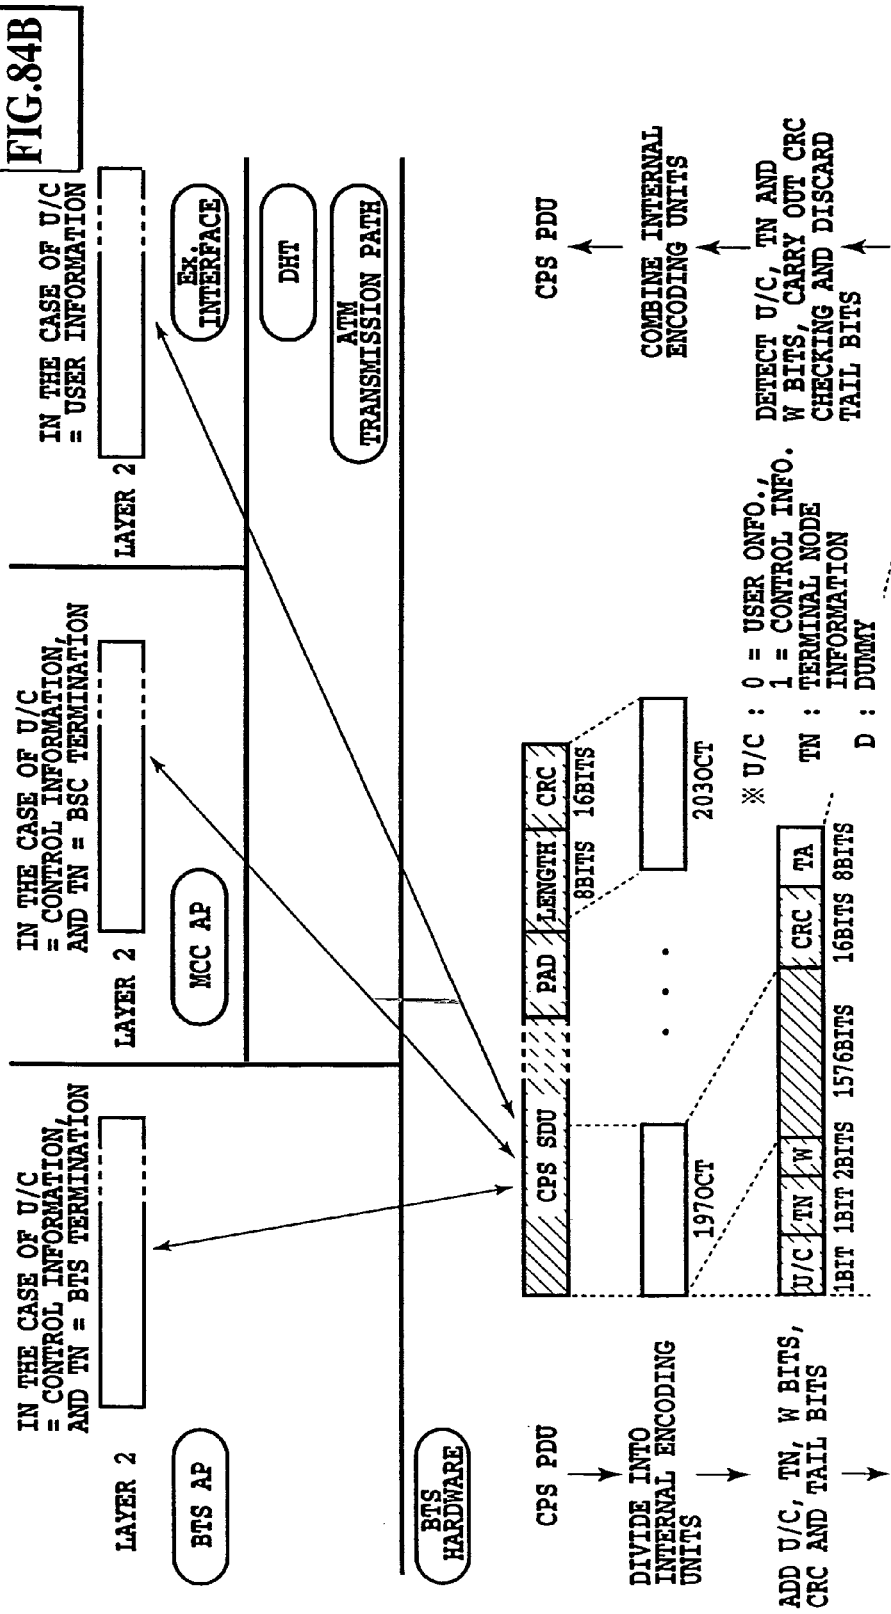 FIG.84B
IN THE CASE OF U/C
= CONTROL INFORMATION,
AND TN = BTS TERMINATION
LAYER 2
BTS AP
IN THE CASE OF U/C
= CONTROL INFORMATION,
AND TN = BSC TERMINATION
LAYER 2
MCC AP
IN THE CASE OF U/C
= USER INFORMATION
LAYER 2
Ex.
INTERFACE
DHT
ATM
TRANSMISSION PATH
BTS
HARDWARE
CPS PDU
DIVIDE INTO
INTERNAL ENCODING
UNITS
ADD U/C, TN, W BITS,
CRC AND TAIL BITS
CPS SDU
PAD
LENGTH
CRC
8BITS
16BITS
197OCT
. . .
203OCT
U/C
TN
W
CRC
TA
1BIT
1BIT
2BITS
1576BITS
16BITS
8BITS
※ U/C : 0 = USER ONFO.,
1 = CONTROL INFO.
TN : TERMINAL NODE
INFORMATION
D : DUMMY
CPS PDU
COMBINE INTERNAL
ENCODING UNITS
DETECT U/C, TN AND
W BITS, CARRY OUT CRC
CHECKING AND DISCARD
TAIL BITS